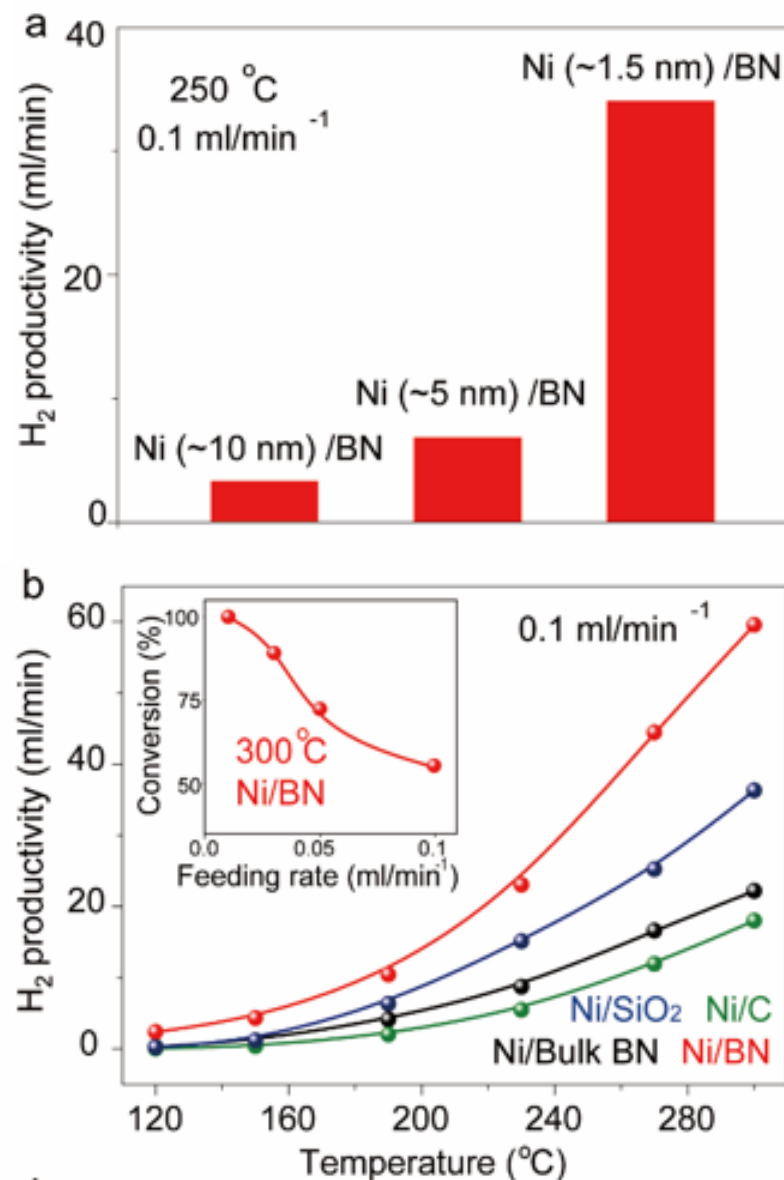 a
40
20
0
H₂ productivity (ml/min)
250 °C
0.1 ml/min ⁻¹
Ni (~10 nm) /BN
Ni (~5 nm) /BN
Ni (~1.5 nm) /BN
b
60
40
20
0
H₂ productivity (ml/min)
0.1 ml/min ⁻¹
100
75
50
Conversion (%)
300 °C
Ni/BN
0.0 0.05 0.1
Feeding rate (ml/min⁻¹)
Ni/SiO₂ Ni/C
Ni/Bulk BN Ni/BN
120 160 200 240 280
Temperature (°C)